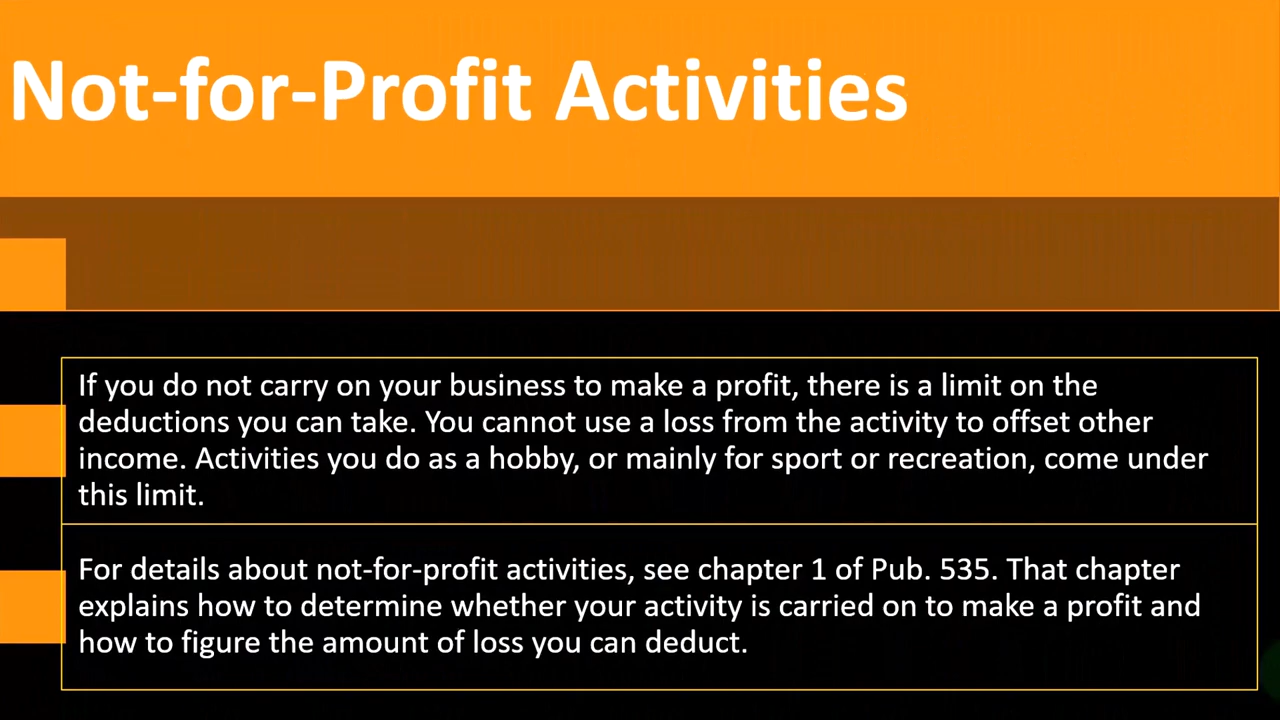 Not-for-Profit Activities
If you do not carry on your business to make a profit, there is a limit on the
deductions you can take. You cannot use a loss from the activity to offset other
income. Activities you do as a hobby, or mainly for sport or recreation, come under
this limit.
For details about not-for-profit activities, see chapter 1 of Pub. 535. That chapter
explains how to determine whether your activity is carried on to make a profit and
how to figure the amount of loss you can deduct.